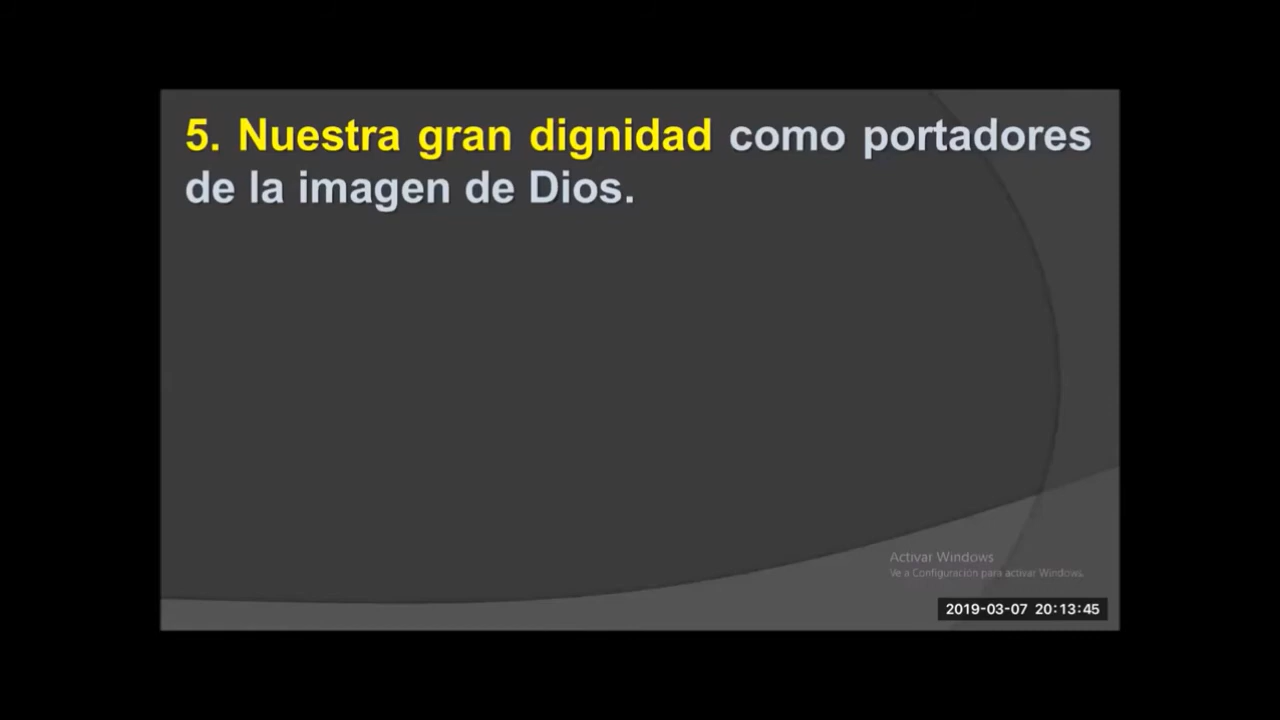 5. Nuestra gran dignidad como portadores
de la imagen de Dios.
Activar Windows
Ve a Configuración para activar Windows.
2019-03-07 20:13:45